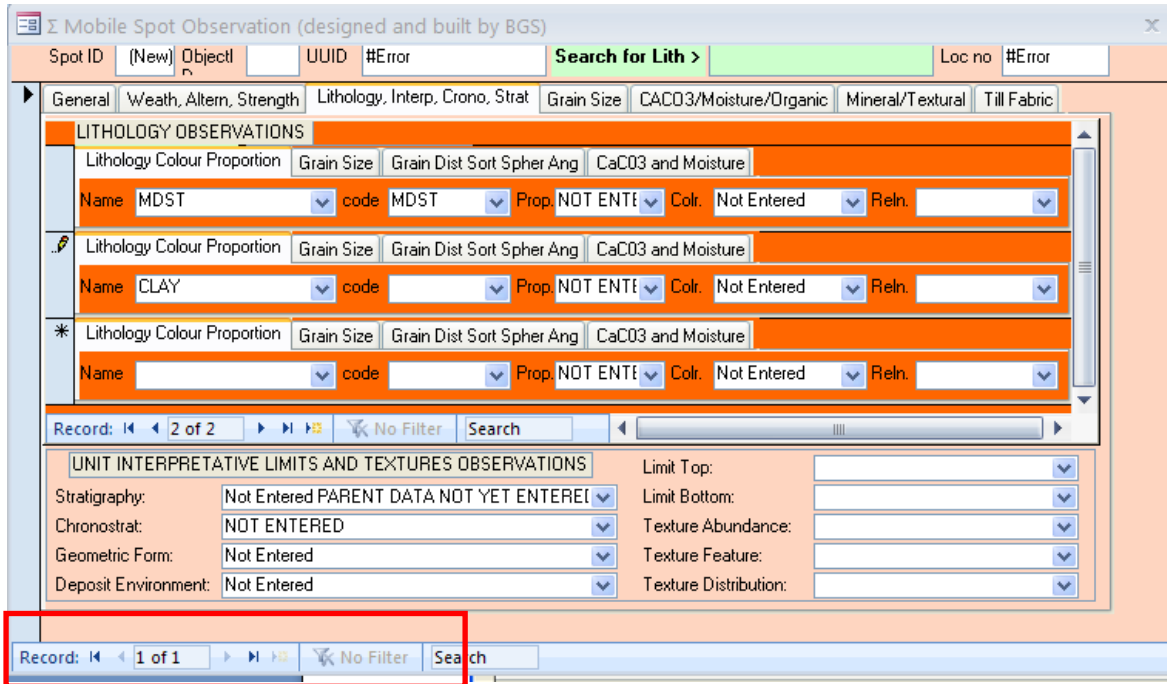 Σ Mobile Spot Observation (designed and built by BGS)
Spot ID (New) ObjectI UUID #Error Search for Lith > Loc no #Error
General Weath, Altern, Strength Lithology, Interp, Crono, Strat Grain Size CACO3/Moisture/Organic Mineral/Textural Till Fabric
LITHOLOGY OBSERVATIONS
Lithology Colour Proportion Grain Size Grain Dist Sort Spher Ang CaC03 and Moisture
Name MDST code MDST Prop. NOT ENTE Colr. Not Entered Reln.
Lithology Colour Proportion Grain Size Grain Dist Sort Spher Ang CaC03 and Moisture
Name CLAY code Prop. NOT ENTE Colr. Not Entered Reln.
Lithology Colour Proportion Grain Size Grain Dist Sort Spher Ang CaC03 and Moisture
Name code Prop. NOT ENTE Colr. Not Entered Reln.
Record: 2 of 2 No Filter Search
UNIT INTERPRETATIVE LIMITS AND TEXTURES OBSERVATIONS Limit Top:
Stratigraphy: Not Entered PARENT DATA NOT YET ENTERED Limit Bottom:
Chronostrat: NOT ENTERED Texture Abundance:
Geometric Form: Not Entered Texture Feature:
Deposit Environment: Not Entered Texture Distribution:
Record: 1 of 1 No Filter Search